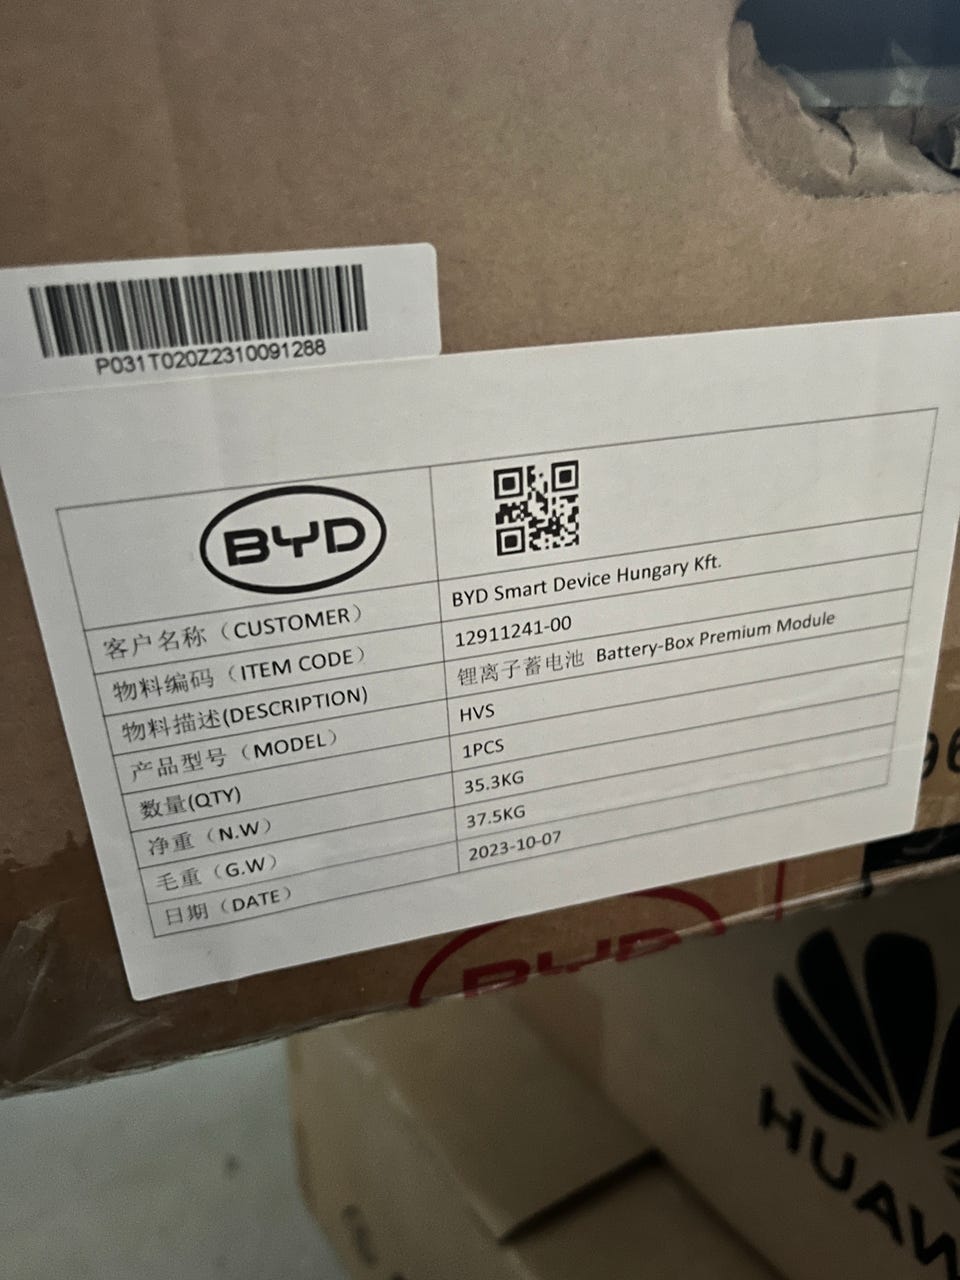 P031T020Z2310091288
BYD
客户名称（CUSTOMER） BYD Smart Device Hungary Kft.
物料编码（ITEM CODE） 12911241-00
物料描述(DESCRIPTION) 锂离子蓄电池 Battery-Box Premium Module
产品型号（MODEL） HVS
数量(QTY) 1PCS
净重（N.W） 35.3KG
毛重（G.W） 37.5KG
日期（DATE） 2023-10-07
BYD
HUAW